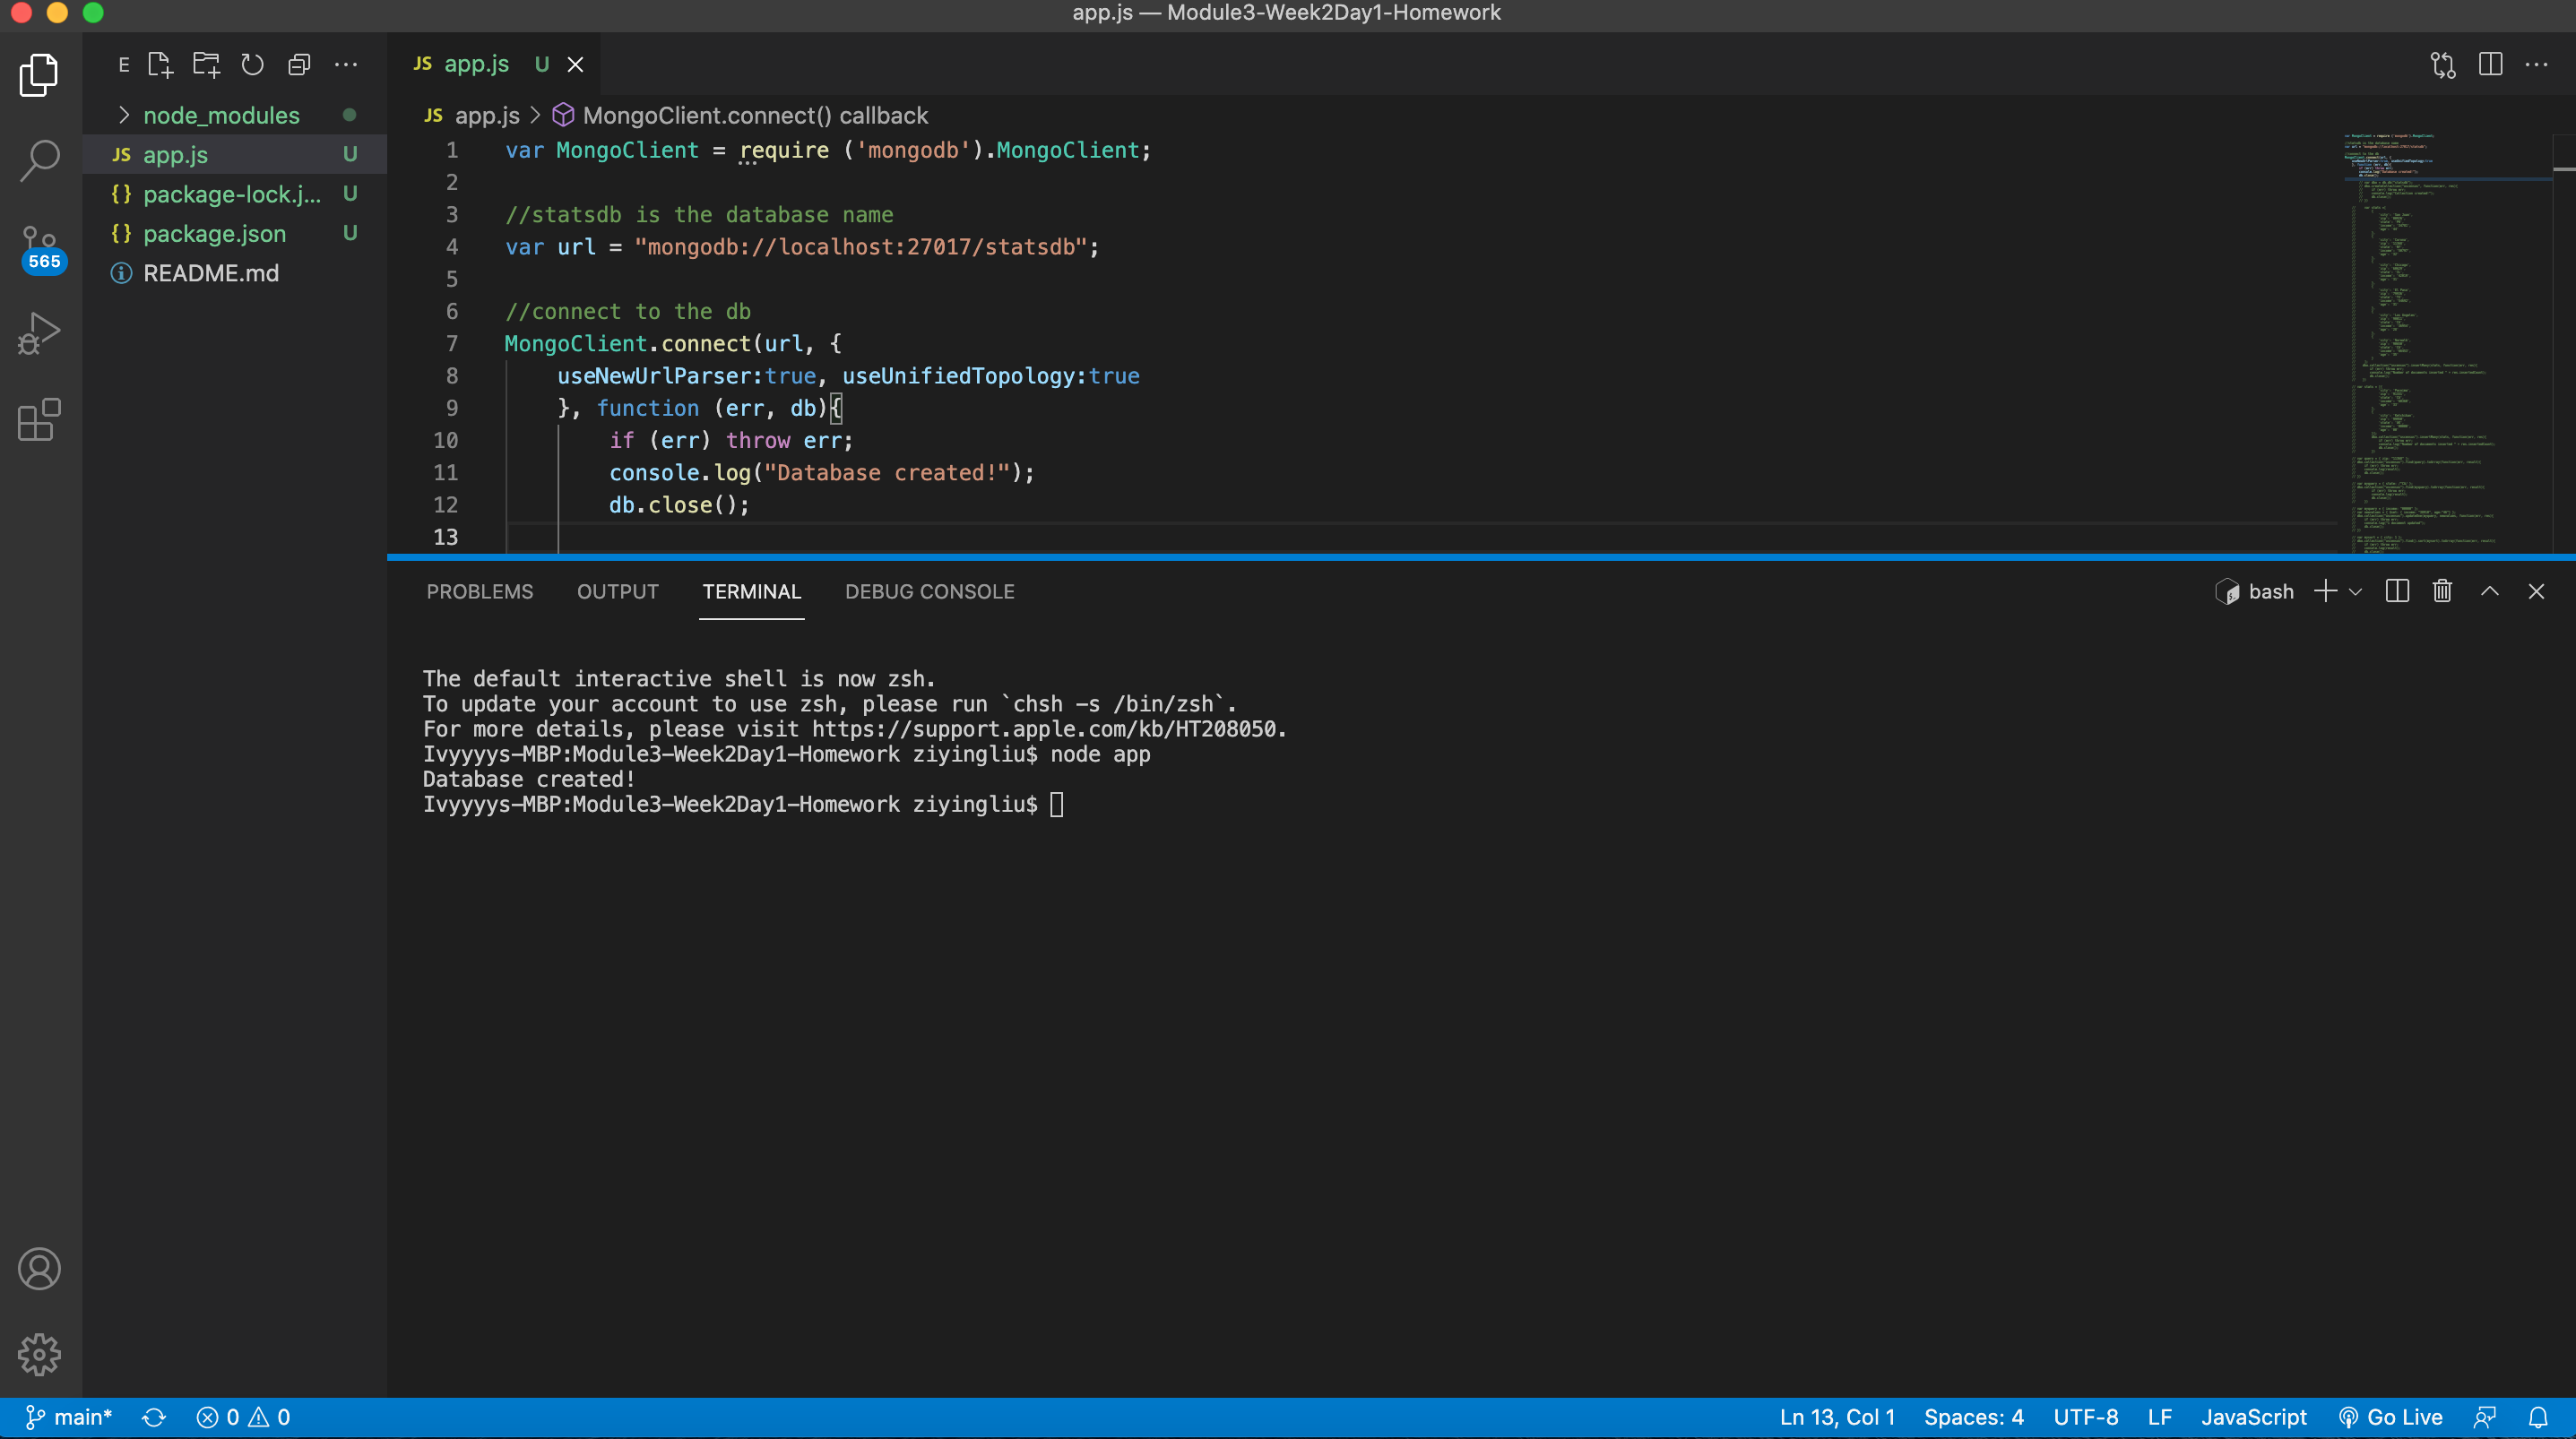 app.js — Module3-Week2Day1-Homework
E
JS app.js U
JS app.js > MongoClient.connect() callback
node_modules
JS app.js U
{} package-lock.j... U
{} package.json U
README.md
565
1 var MongoClient = require ('mongodb').MongoClient;
2
3 //statsdb is the database name
4 var url = "mongodb://localhost:27017/statsdb";
5
6 //connect to the db
7 MongoClient.connect(url, {
8 useNewUrlParser:true, useUnifiedTopology:true
9 }, function (err, db){
10 if (err) throw err;
11 console.log("Database created!");
12 db.close();
13
PROBLEMS OUTPUT TERMINAL DEBUG CONSOLE
bash
The default interactive shell is now zsh.
To update your account to use zsh, please run `chsh -s /bin/zsh`.
For more details, please visit https://support.apple.com/kb/HT208050.
Ivyyyys-MBP:Module3-Week2Day1-Homework ziyingliu$ node app
Database created!
Ivyyyys-MBP:Module3-Week2Day1-Homework ziyingliu$
main* 0 0 Ln 13, Col 1 Spaces: 4 UTF-8 LF JavaScript Go Live